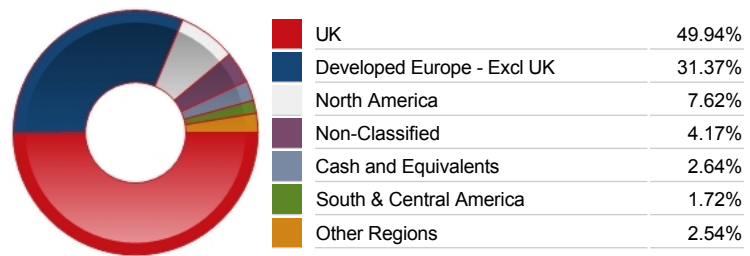 UK 49.94%
Developed Europe - Excl UK 31.37%
North America 7.62%
Non-Classified 4.17%
Cash and Equivalents 2.64%
South & Central America 1.72%
Other Regions 2.54%